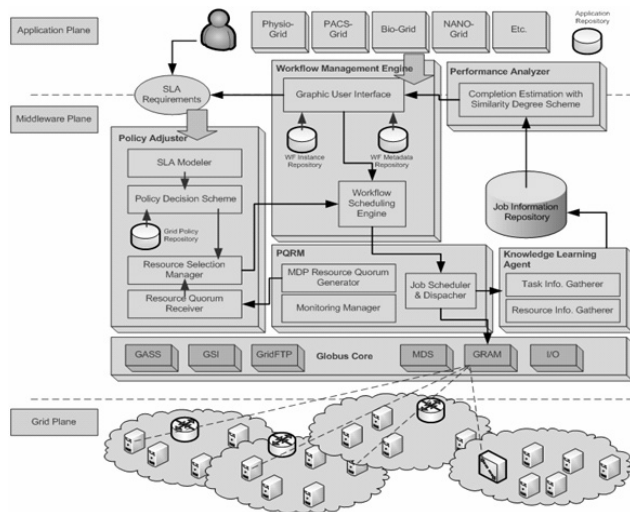 Application Plane
Physio-
Grid
PACS-
Grid
Bio-Grid
NANO-
Grid
Etc.
Application
Repository
Workflow Management Engine
Performance Analyzer
SLA
Requirements
Graphic User Interface
Completion Estimation with
Similarity Degree Scheme
Middleware Plane
Policy Adjuster
WF Instance
Repository
WF Metadata
Repository
SLA Modeler
Policy Decision Scheme
Workflow
Scheduling
Engine
Job Information
Repository
Grid Policy
Repository
PQRM
Knowledge Learning
Agent
Resource Selection
Manager
MDP Resource Quorum
Generator
Job Scheduler
& Dispacher
Task Info. Gatherer
Resource Quorum
Receiver
Monitoring Manager
Resource Info. Gatherer
GASS
GSI
GridFTP
Globus Core
MDS
GRAM
I/O
Grid Plane